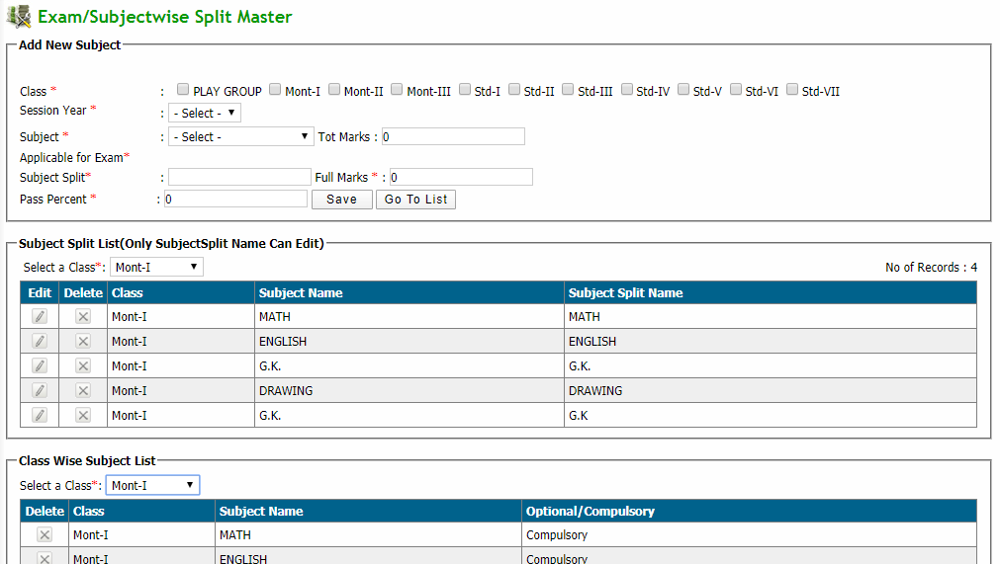 Exam/Subjectwise Split Master
Add New Subject
Class * : PLAY GROUP Mont-I Mont-II Mont-III Std-I Std-II Std-III Std-IV Std-V Std-VI Std-VII
Session Year * : - Select -
Subject * : - Select - Tot Marks : 0
Applicable for Exam*
Subject Split* : Full Marks * : 0
Pass Percent * : 0 Save Go To List
Subject Split List(Only SubjectSplit Name Can Edit)
Select a Class*: Mont-I No of Records : 4
Edit Delete Class Subject Name Subject Split Name
Mont-I MATH MATH
Mont-I ENGLISH ENGLISH
Mont-I G.K. G.K.
Mont-I DRAWING DRAWING
Mont-I G.K. G.K
Class Wise Subject List
Select a Class*: Mont-I
Delete Class Subject Name Optional/Compulsory
Mont-I MATH Compulsory
Mont-I ENGLISH Compulsory